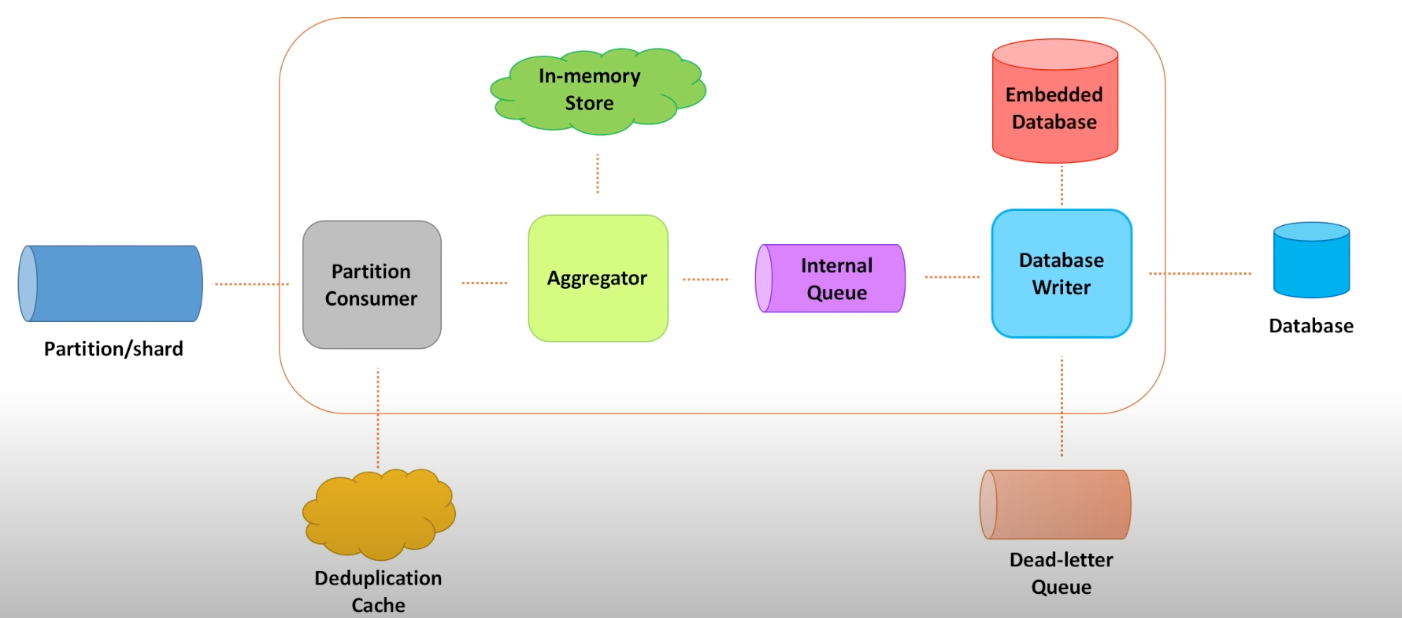 In-memory
Store
Embedded
Database
Partition
Consumer
Aggregator
Internal
Queue
Database
Writer
Partition/shard
Database
Deduplication
Cache
Dead-letter
Queue